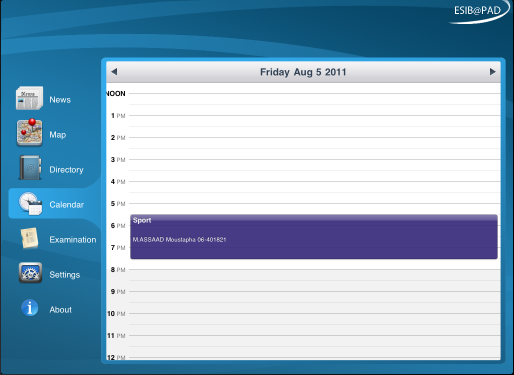 ESIB@PAD
Friday Aug 5 2011
News
Map
Directory
Calendar
Examination
Settings
About
NOON
1 PM
2 PM
3 PM
4 PM
5 PM
6 PM
7 PM
8 PM
9 PM
10 PM
11 PM
12 PM
Sport
M.ASSAAD Moustapha 06-401821